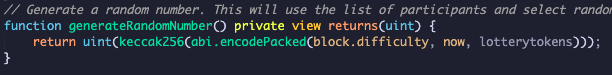 // Generate a random number. This will use the list of participants and select
function generateRandomNumber() private view returns(uint) {
return uint(keccak256(abi.encodePacked(block.difficulty, now, lotterytokens)));
}